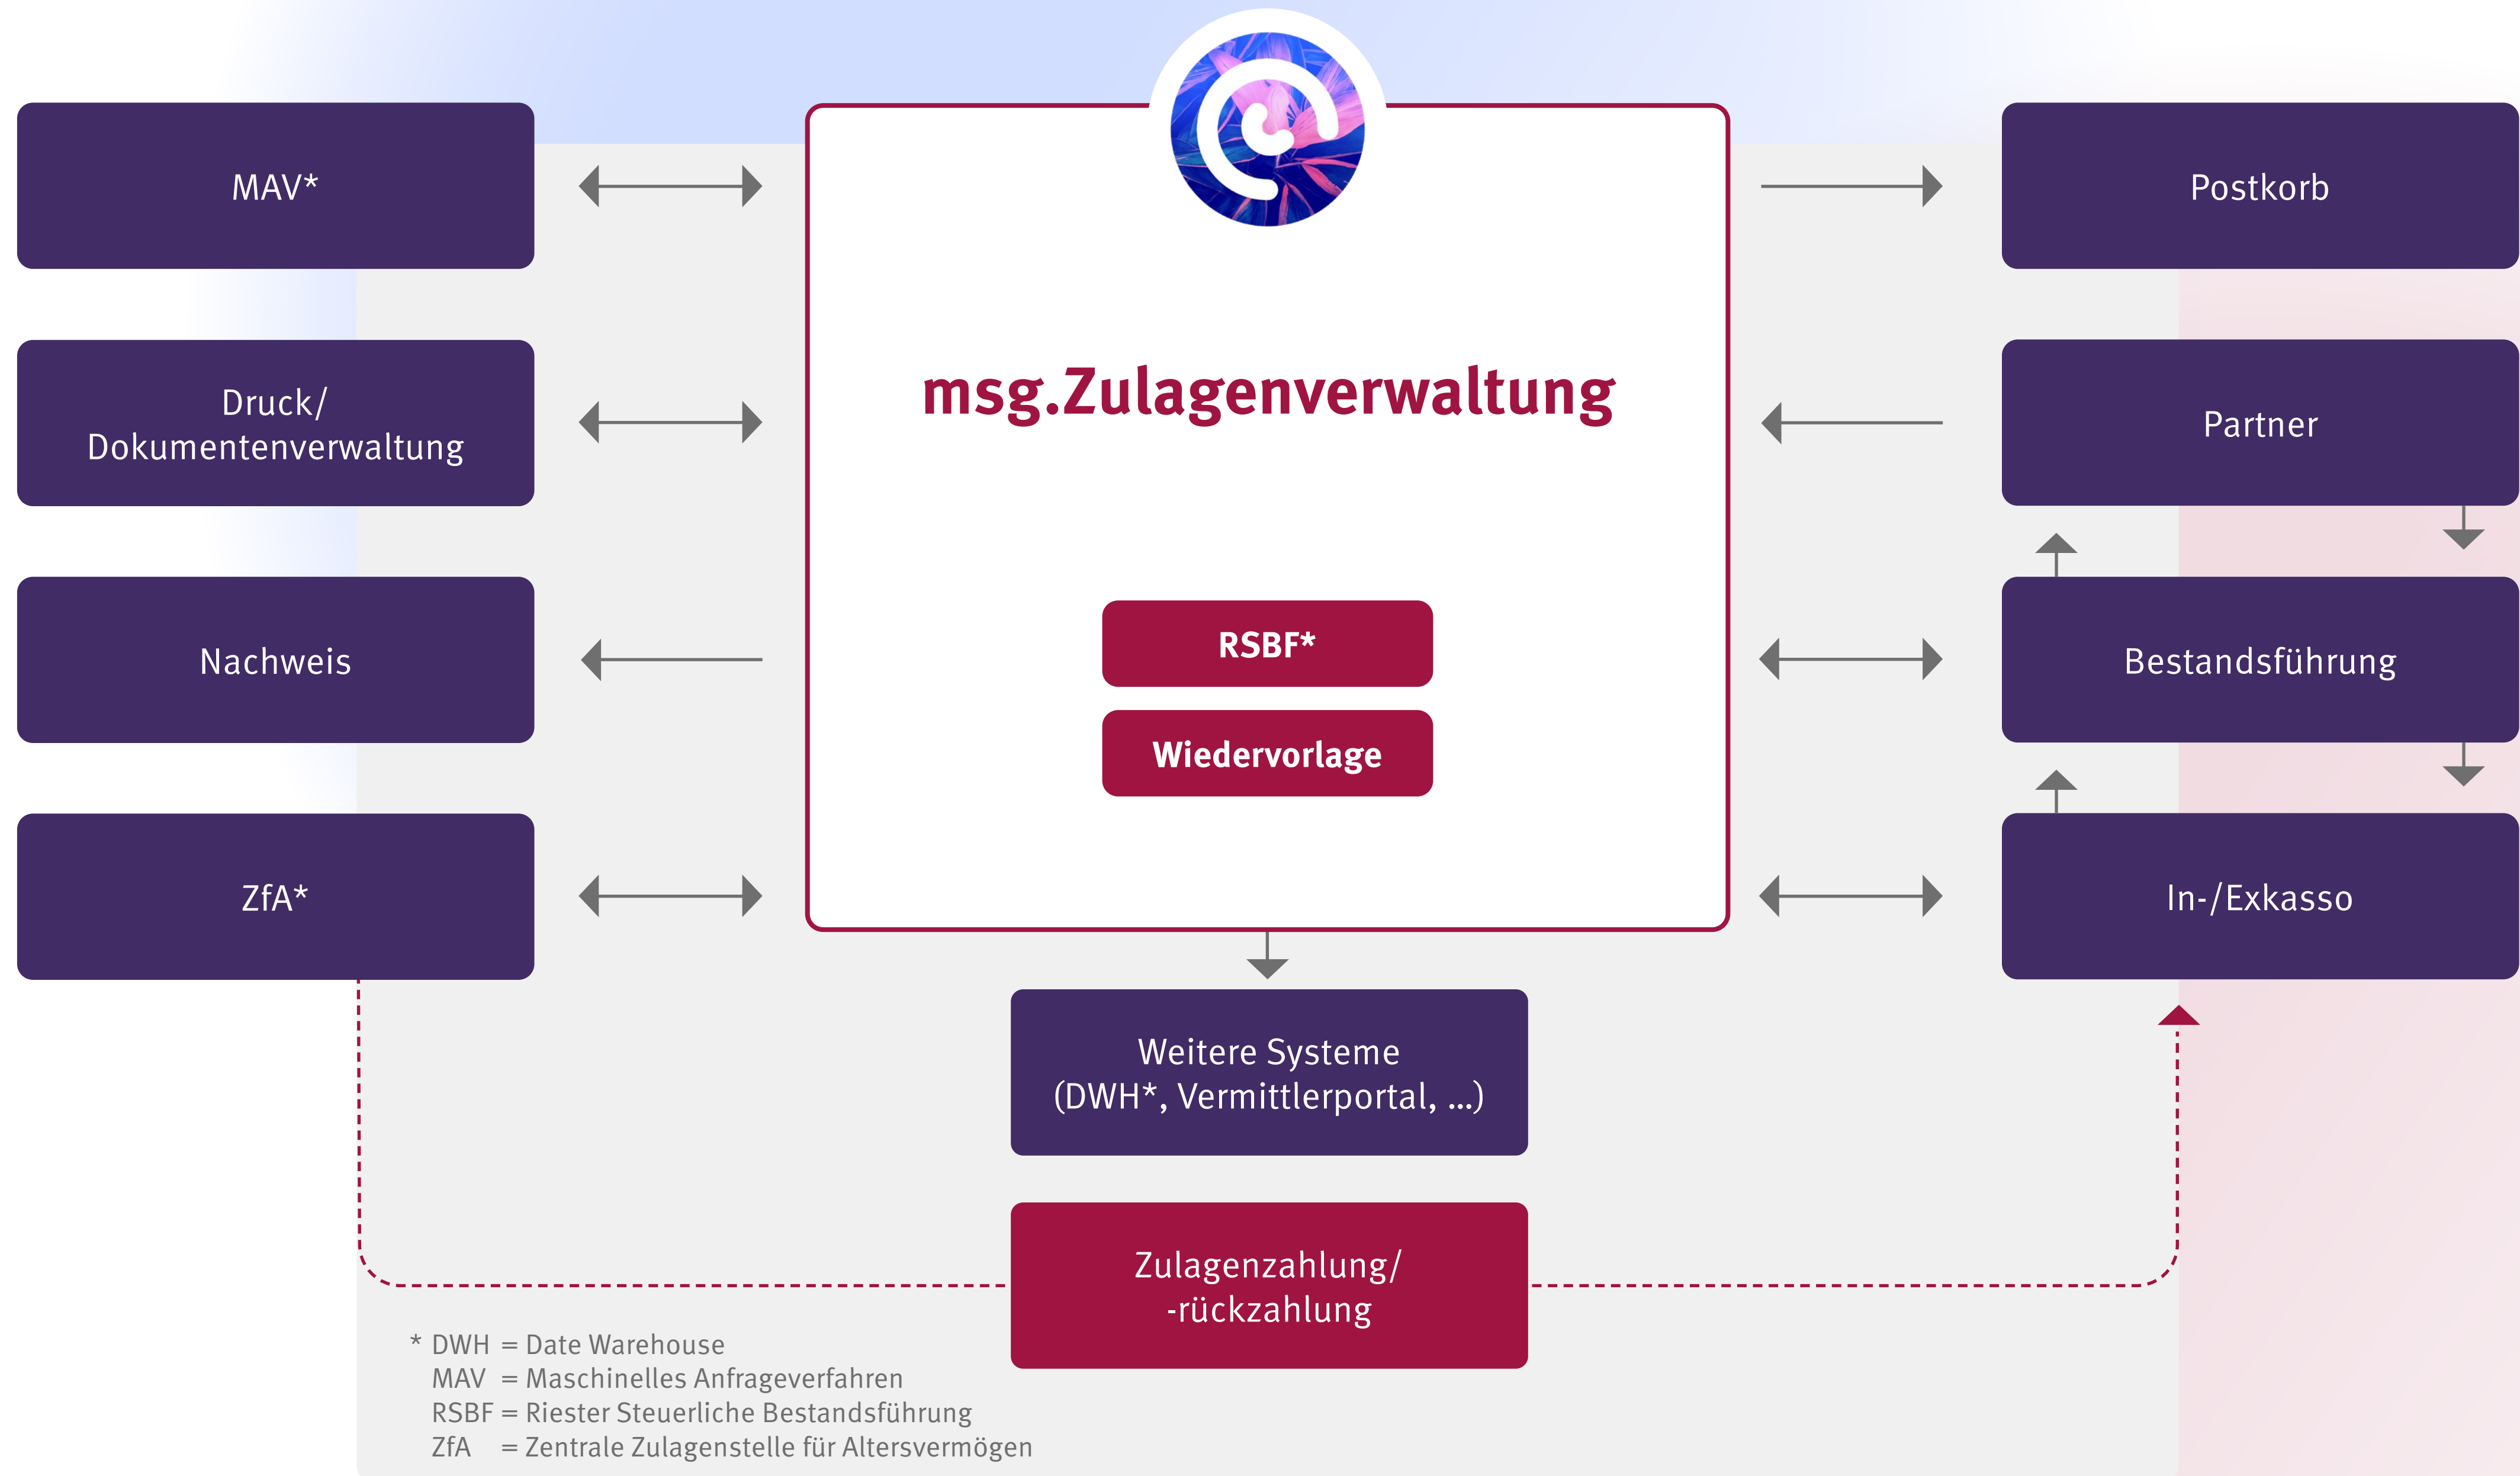 MAV*
Druck/
Dokumentenverwaltung
Nachweis
ZfA*
msg.Zulagenverwaltung
RSBF*
Wiedervorlage
Postkorb
Partner
Bestandsführung
In-/Exkasso
Weitere Systeme
(DWH*, Vermittlerportal, ...)
Zulagenzahlung/
-rückzahlung
* DWH = Date Warehouse
MAV = Maschinelles Anfrageverfahren
RSBF = Riester Steuerliche Bestandsführung
ZfA = Zentrale Zulagenstelle für Altersvermögen